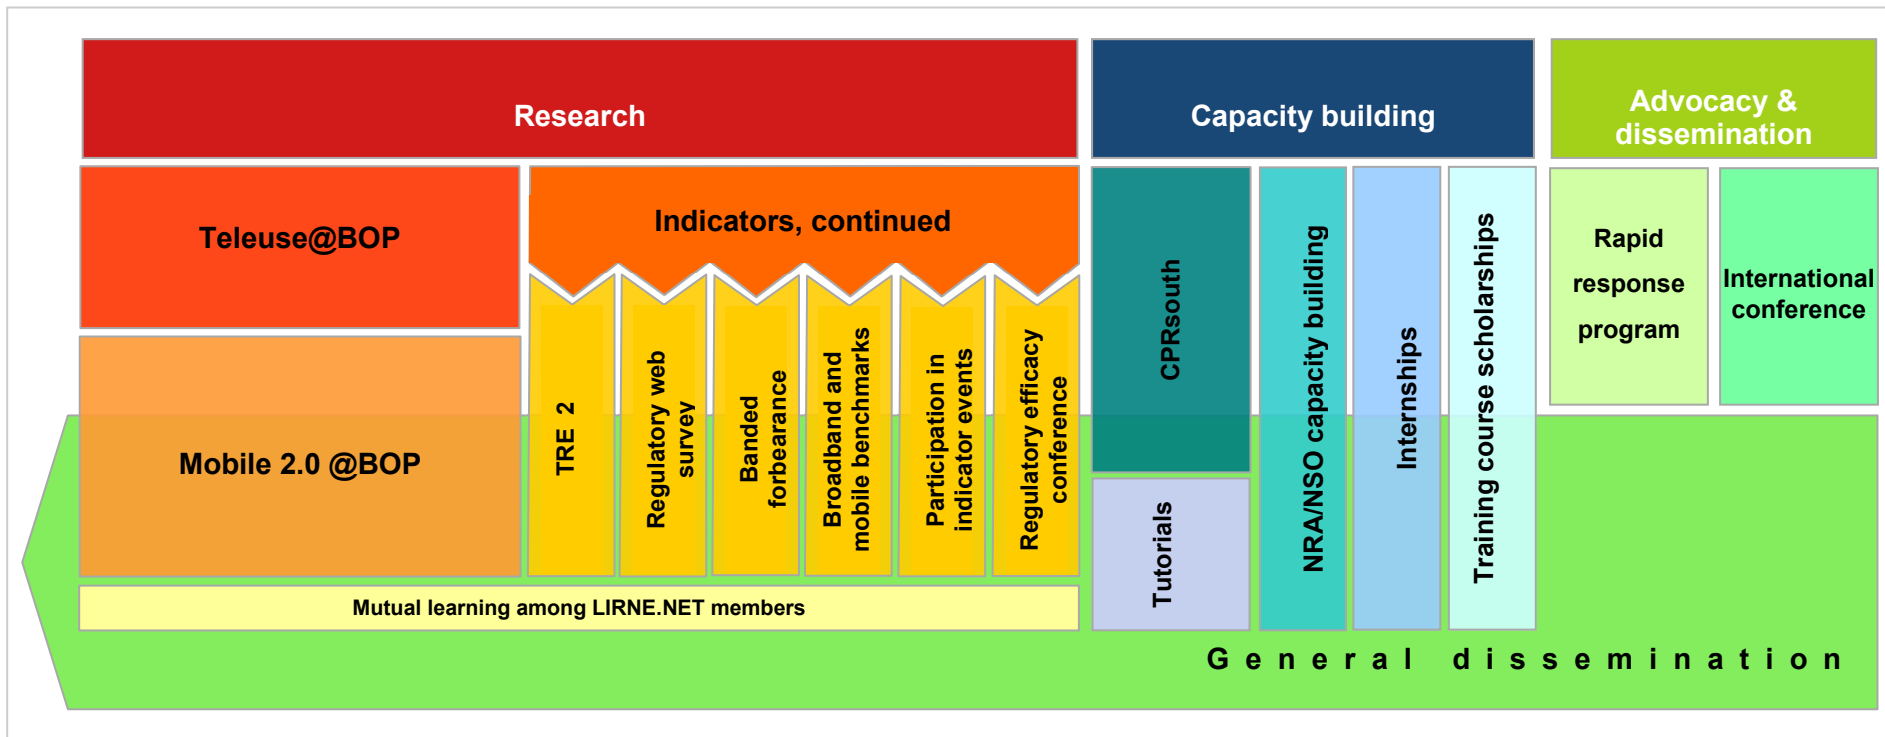 Research
Capacity building
Advocacy &
dissemination
Teleuse@BOP
Indicators, continued
Mobile 2.0 @BOP
TRE 2
Regulatory web
survey
Banded
forbearance
Broadband and
mobile benchmarks
Participation in
indicator events
Regulatory efficacy
conference
Mutual learning among LIRNE.NET members
CPRsouth
Tutorials
NRA/NSO capacity building
Internships
Training course scholarships
Rapid
response
program
International
conference
General dissemination